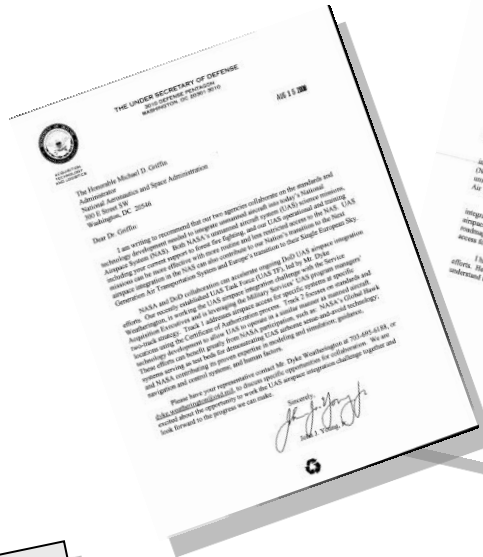 THE UNDER SECRETARY OF DEFENSE
3010 DEFENSE PENTAGON
WASHINGTON, DC 20301-3010
ACQUISITION
TECHNOLOGY
AND LOGISTICS
The Honorable Michael D. Griffin
Administrator
National Aeronautics and Space Administration
300 E Street SW
Washington, DC 20546
Dear Dr. Griffin:
I am writing to recommend that our two agencies collaborate on the standards and
technology development needed to integrate unmanned aircraft into today's National
Airspace System (NAS). Both NASA's unmanned aircraft system (UAS) science missions,
including your current support to forest fire fighting, and our UAS operational and training
missions can be more effective with more routine and less restricted access to the NAS. UAS
airspace integration in the NAS can also contribute to our Nation's transition to the Next
Generation Air Transportation System and Europe's transition to their Single European Sky.
NASA and DoD collaboration can accelerate ongoing DoD UAS airspace integration
efforts. Our recently established UAS Task Force (UAS TF), led by Mr. Dyke
Weatherington, is working the UAS airspace integration challenge with the Service
Acquisition Executives and is leveraging the Military Services' UAS program managers'
two-track strategy. Track 1 addresses airspace access for specific systems at specific
locations using the Certificate of Authorization process. Track 2 focuses on standards and
technology development to allow UAS to operate in a similar manner as manned aircraft.
These efforts can benefit greatly from NASA participation, such as: NASA's Global Hawk
systems serving as test beds for demonstrating UAS airborne sense-and-avoid technology;
and NASA contributing its proven expertise in modeling and simulation, guidance,
navigation and control systems, and human factors.
Please have your representative contact Mr. Dyke Weatherington at 703-695-6188, or
dyke.weatherington@osd.mil, to discuss specific opportunities for collaboration. We are
excited about the opportunity to work the UAS airspace integration challenge together and
look forward to the progress we can make.
Sincerely,
John J. Young, Jr.
integ
airspac
roadmap
access fo
I h
efforts. He
understand t